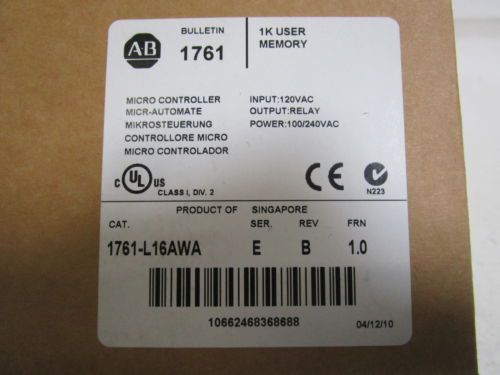 AB
BULLETIN
1761
1K USER
MEMORY
MICRO CONTROLLER
MICR-AUTOMATE
MIKROSTEUERUNG
CONTROLLORE MICRO
MICRO CONTROLADOR
INPUT:120VAC
OUTPUT:RELAY
POWER:100/240VAC
c UL us
CLASS I, DIV. 2
CE
N223
PRODUCT OF SINGAPORE
CAT. SER. REV FRN
1761-L16AWA E B 1.0
10662468368688
04/12/10